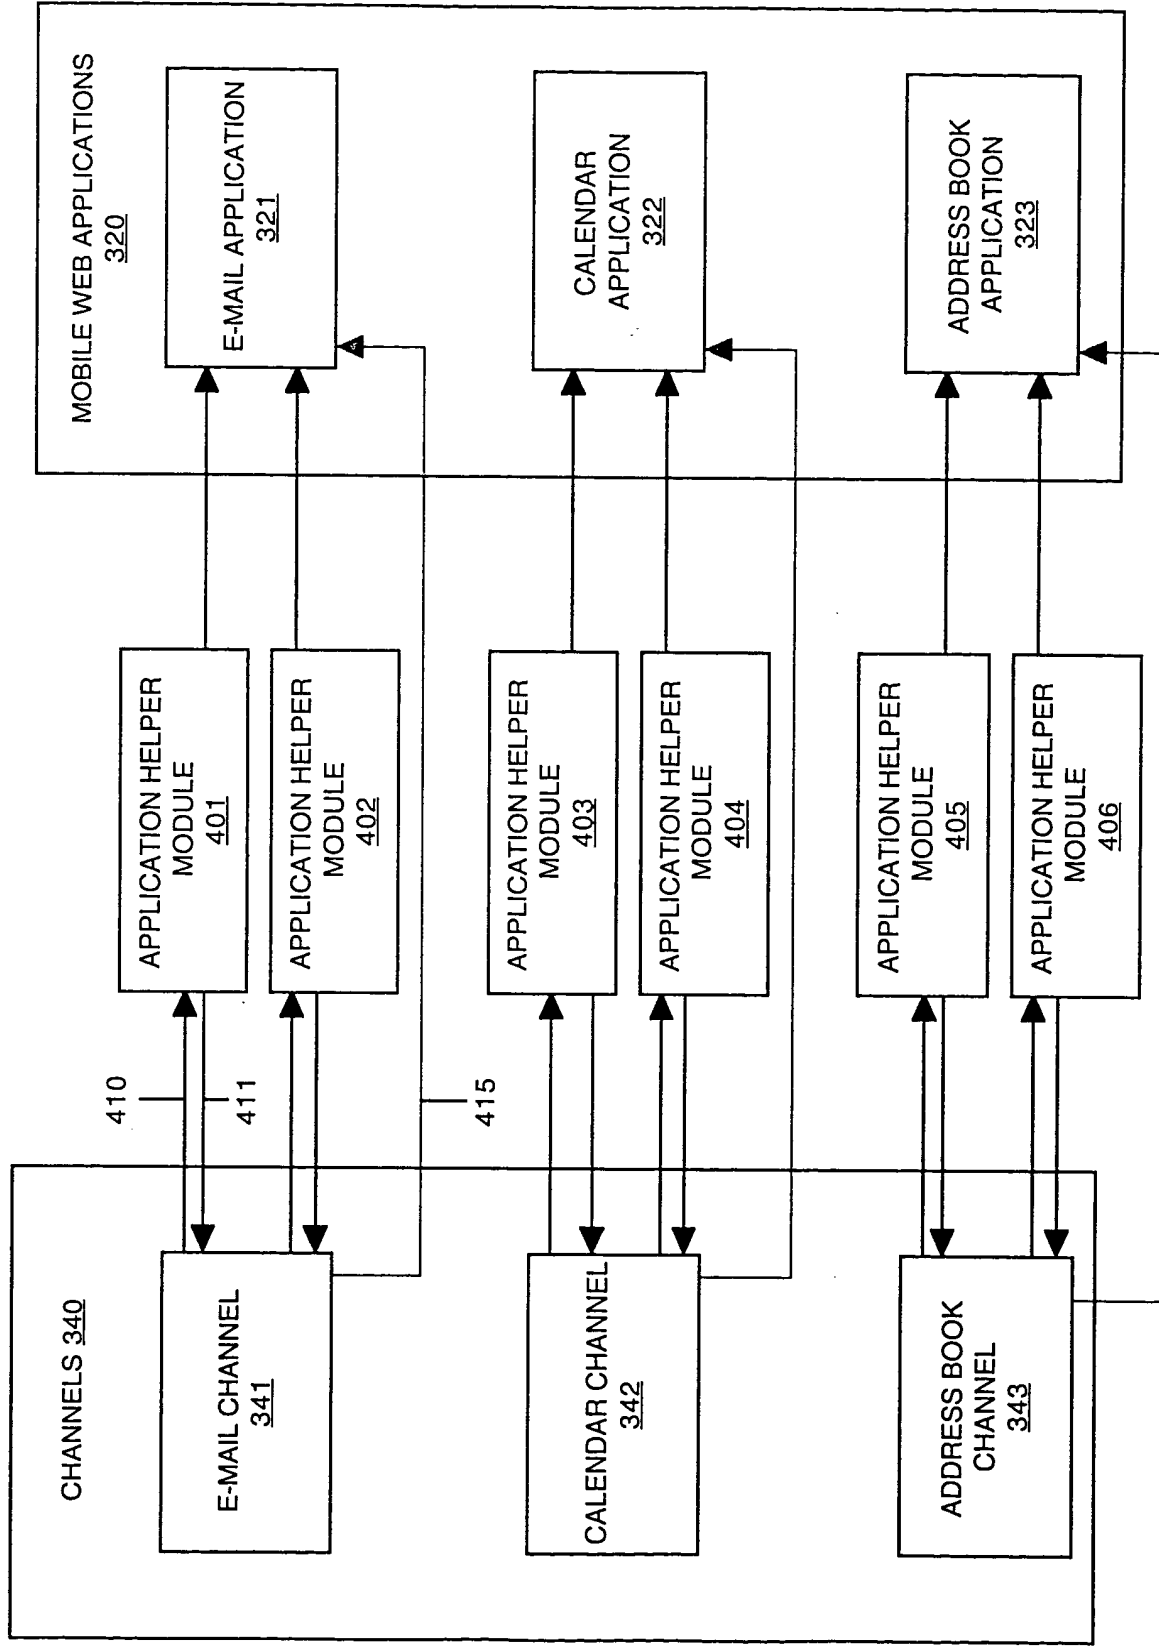 CHANNELS 340
E-MAIL CHANNEL
341
CALENDAR CHANNEL
342
ADDRESS BOOK
CHANNEL
343
410
411
415
APPLICATION HELPER
MODULE
401
APPLICATION HELPER
MODULE
402
APPLICATION HELPER
MODULE
403
APPLICATION HELPER
MODULE
404
APPLICATION HELPER
MODULE
405
APPLICATION HELPER
MODULE
406
MOBILE WEB APPLICATIONS
320
E-MAIL APPLICATION
321
CALENDAR
APPLICATION
322
ADDRESS BOOK
APPLICATION
323